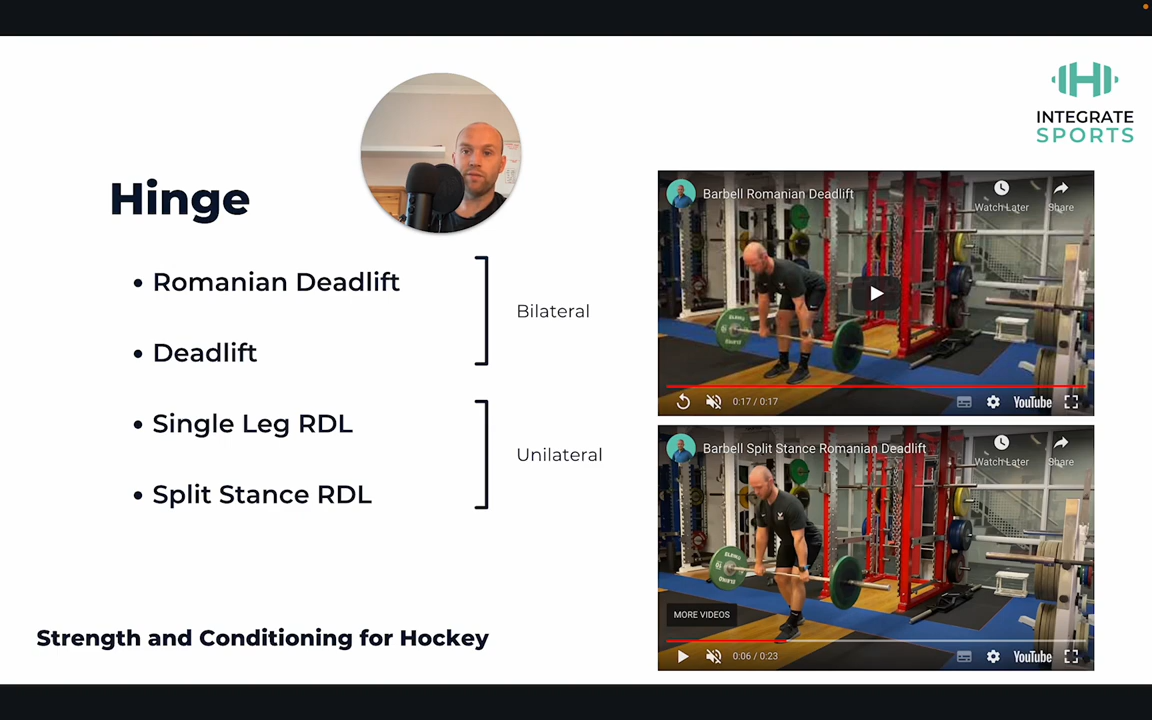 INTEGRATE
SPORTS
Hinge
• Romanian Deadlift
• Deadlift
Bilateral
• Single Leg RDL
• Split Stance RDL
Unilateral
Strength and Conditioning for Hockey
Barbell Romanian Deadlift
Watch Later
Share
0:17 / 0:17
YouTube
Barbell Split Stance Romanian Deadlift
Watch Later
Share
MORE VIDEOS
0:06 / 0:23
YouTube